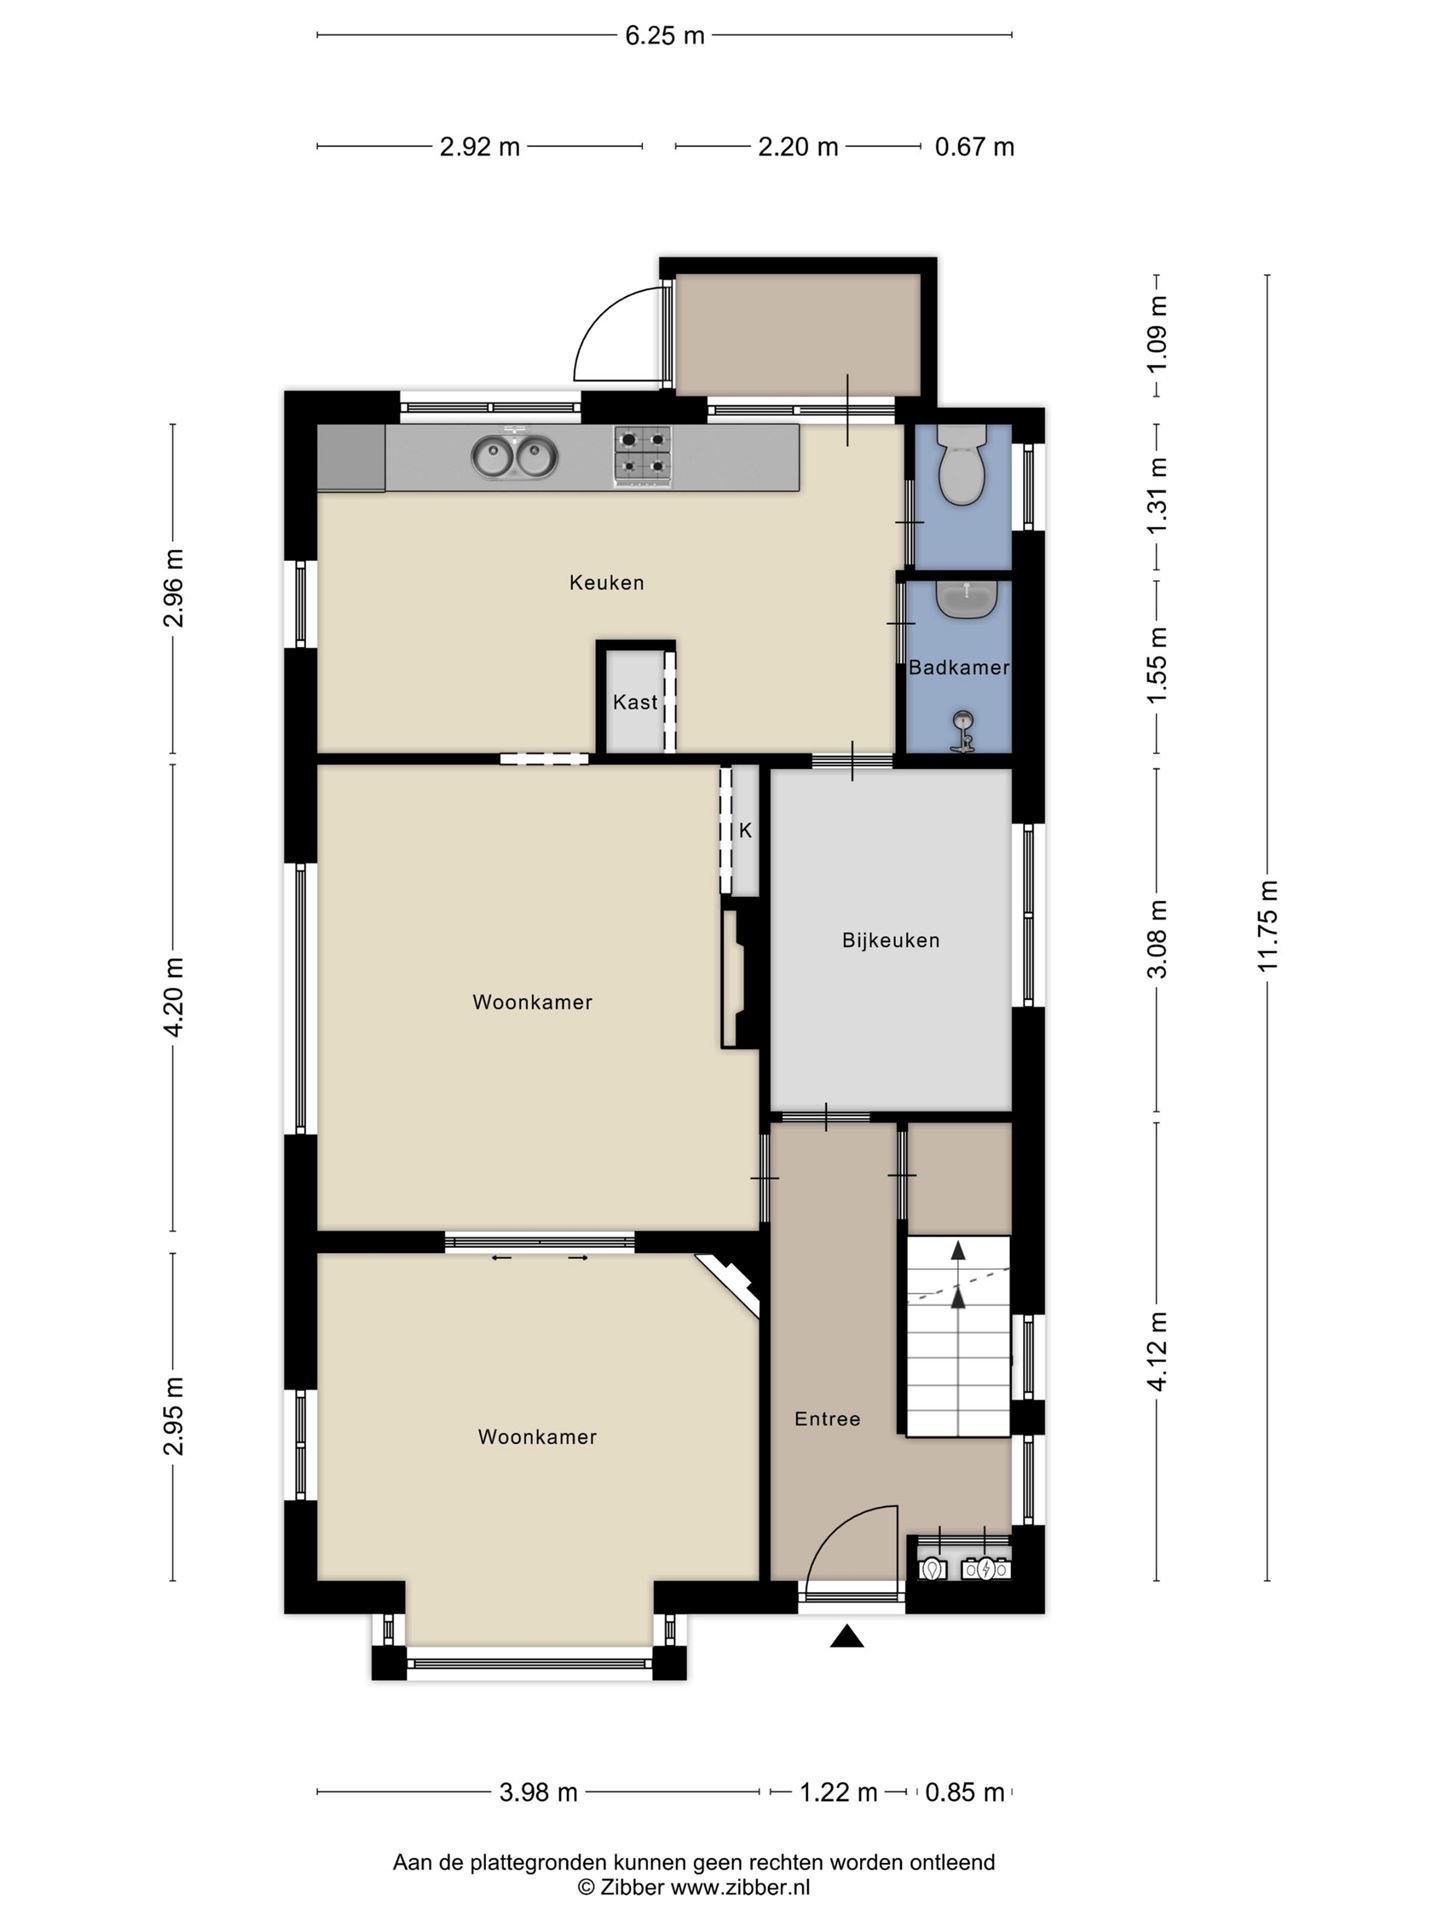 6.25 m
2.92 m
2.20 m
0.67 m
1.09 m
1.31 m
2.96 m
Keuken
1.55 m
Badkamer
Kast
K
11.75 m
3.08 m
Bijkeuken
4.20 m
Woonkamer
4.12 m
2.95 m
Entree
Woonkamer
3.98 m
1.22 m
0.85 m
Aan de plattegronden kunnen geen rechten worden ontleend
© Zibber www.zibber.nl